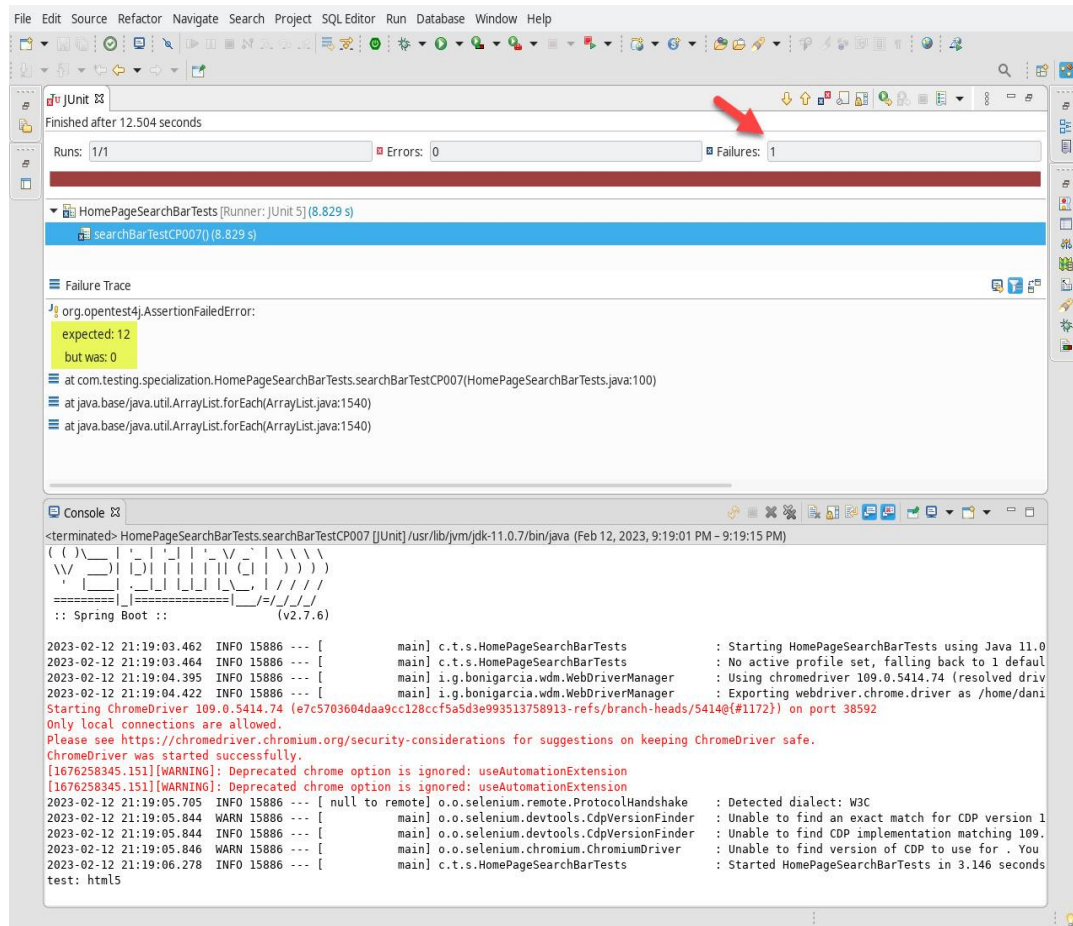 File Edit Source Refactor Navigate Search Project SQL Editor Run Database Window Help
JUnit
Finished after 12.504 seconds
Runs: 1/1 Errors: 0 Failures: 1
HomePageSearchBarTests [Runner: JUnit 5] (8.829 s)
searchBarTestCP007() (8.829 s)
Failure Trace
org.opentest4j.AssertionFailedError:
expected: 12
but was: 0
at com.testing.specialization.HomePageSearchBarTests.searchBarTestCP007(HomePageSearchBarTests.java:100)
at java.base/java.util.ArrayList.forEach(ArrayList.java:1540)
at java.base/java.util.ArrayList.forEach(ArrayList.java:1540)
Console
<terminated> HomePageSearchBarTests.searchBarTestCP007 [JUnit] /usr/lib/jvm/jdk-11.0.7/bin/java (Feb 12, 2023, 9:19:01 PM – 9:19:15 PM)
( ( )\___ | '_ | '_| | '_ \/ _` | \ \ \ \
\\/ ___)| |_)| | | | | || (_| | ) ) ) )
' |____| .__|_| |_|_| |_\__, | / / / /
=========|_|==============|___/=/_/_/_/
:: Spring Boot :: (v2.7.6)
2023-02-12 21:19:03.462 INFO 15886 --- [ main] c.t.s.HomePageSearchBarTests : Starting HomePageSearchBarTests using Java 11.0
2023-02-12 21:19:03.464 INFO 15886 --- [ main] c.t.s.HomePageSearchBarTests : No active profile set, falling back to 1 defaul
2023-02-12 21:19:04.395 INFO 15886 --- [ main] i.g.bonigarcia.wdm.WebDriverManager : Using chromedriver 109.0.5414.74 (resolved driv
2023-02-12 21:19:04.422 INFO 15886 --- [ main] i.g.bonigarcia.wdm.WebDriverManager : Exporting webdriver.chrome.driver as /home/dani
Starting ChromeDriver 109.0.5414.74 (e7c5703604daa9cc128ccf5a5d3e993513758913-refs/branch-heads/5414@{#1172}) on port 38592
Only local connections are allowed.
Please see https://chromedriver.chromium.org/security-considerations for suggestions on keeping ChromeDriver safe.
ChromeDriver was started successfully.
[1676258345.151][WARNING]: Deprecated chrome option is ignored: useAutomationExtension
[1676258345.151][WARNING]: Deprecated chrome option is ignored: useAutomationExtension
2023-02-12 21:19:05.705 INFO 15886 --- [ null to remote] o.o.selenium.remote.ProtocolHandshake : Detected dialect: W3C
2023-02-12 21:19:05.844 WARN 15886 --- [ main] o.o.selenium.devtools.CdpVersionFinder : Unable to find an exact match for CDP version 1
2023-02-12 21:19:05.844 INFO 15886 --- [ main] o.o.selenium.devtools.CdpVersionFinder : Unable to find CDP implementation matching 109.
2023-02-12 21:19:05.846 WARN 15886 --- [ main] o.o.selenium.chromium.ChromiumDriver : Unable to find version of CDP to use for . You
2023-02-12 21:19:06.278 INFO 15886 --- [ main] c.t.s.HomePageSearchBarTests : Started HomePageSearchBarTests in 3.146 seconds
test: html5